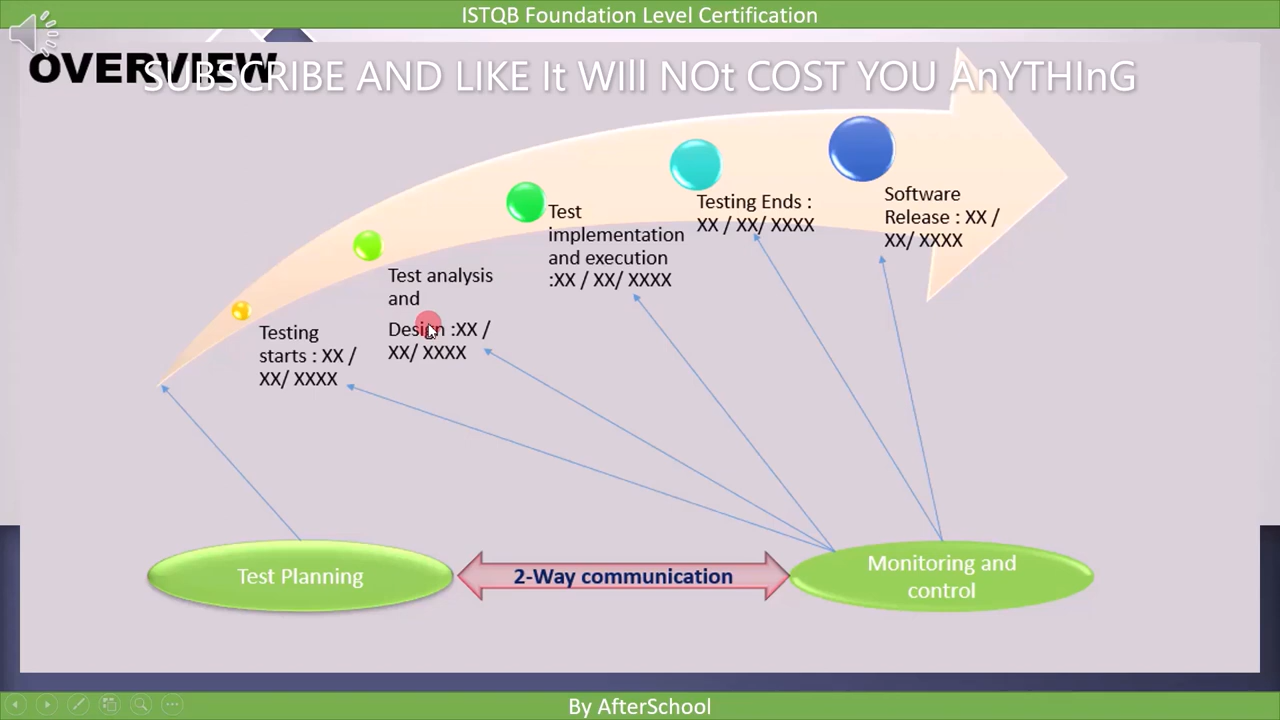 ISTQB Foundation Level Certification
OVERVIEW
SUBSCRIBE AND LIKE It WIll NOt COST YOU AnYTHInG
Testing
starts : XX /
XX/ XXXX
Test analysis
and
Design :XX /
XX/ XXXX
Test
implementation
and execution
:XX / XX/ XXXX
Testing Ends :
XX / XX/ XXXX
Software
Release : XX /
XX/ XXXX
Test Planning
2-Way communication
Monitoring and
control
By AfterSchool